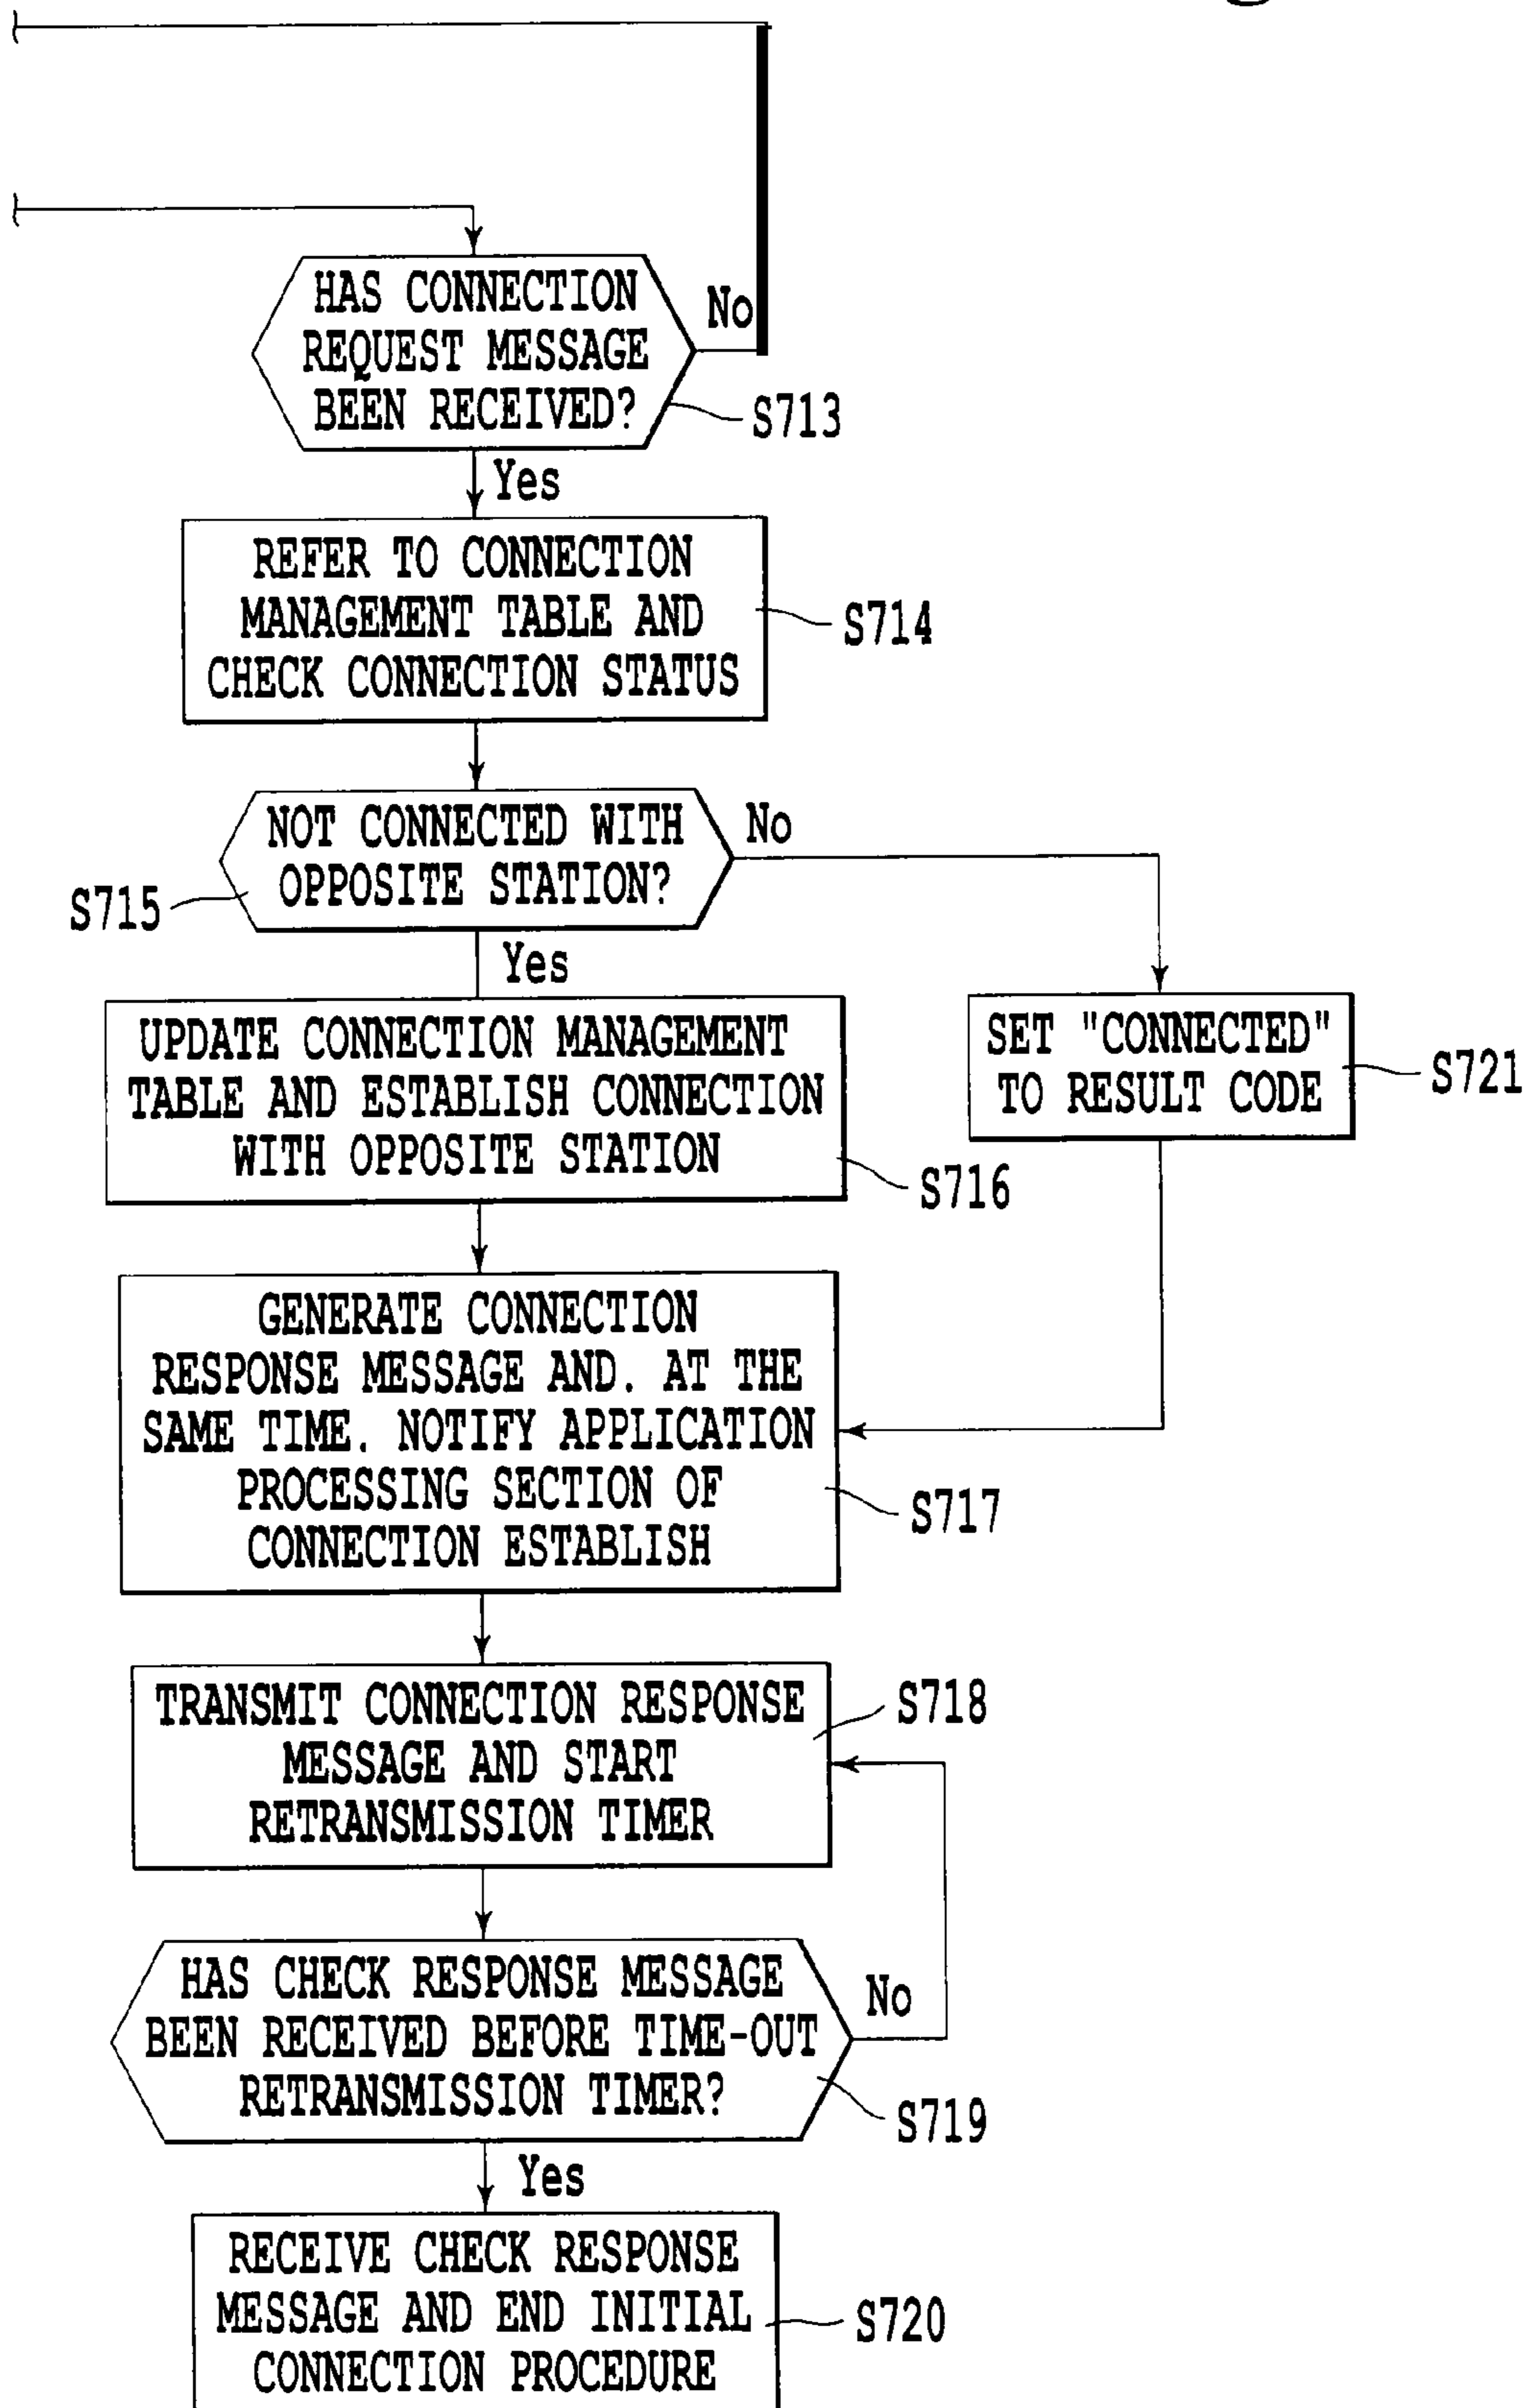 HAS CONNECTION
REQUEST MESSAGE
BEEN RECEIVED?
No
S713
Yes
REFER TO CONNECTION
MANAGEMENT TABLE AND
CHECK CONNECTION STATUS
S714
NOT CONNECTED WITH
OPPOSITE STATION?
No
S715
Yes
UPDATE CONNECTION MANAGEMENT
TABLE AND ESTABLISH CONNECTION
WITH OPPOSITE STATION
S716
SET "CONNECTED"
TO RESULT CODE
S721
GENERATE CONNECTION
RESPONSE MESSAGE AND. AT THE
SAME TIME. NOTIFY APPLICATION
PROCESSING SECTION OF
CONNECTION ESTABLISH
S717
TRANSMIT CONNECTION RESPONSE
MESSAGE AND START
RETRANSMISSION TIMER
S718
HAS CHECK RESPONSE MESSAGE
BEEN RECEIVED BEFORE TIME-OUT
RETRANSMISSION TIMER?
No
S719
Yes
RECEIVE CHECK RESPONSE
MESSAGE AND END INITIAL
CONNECTION PROCEDURE
S720